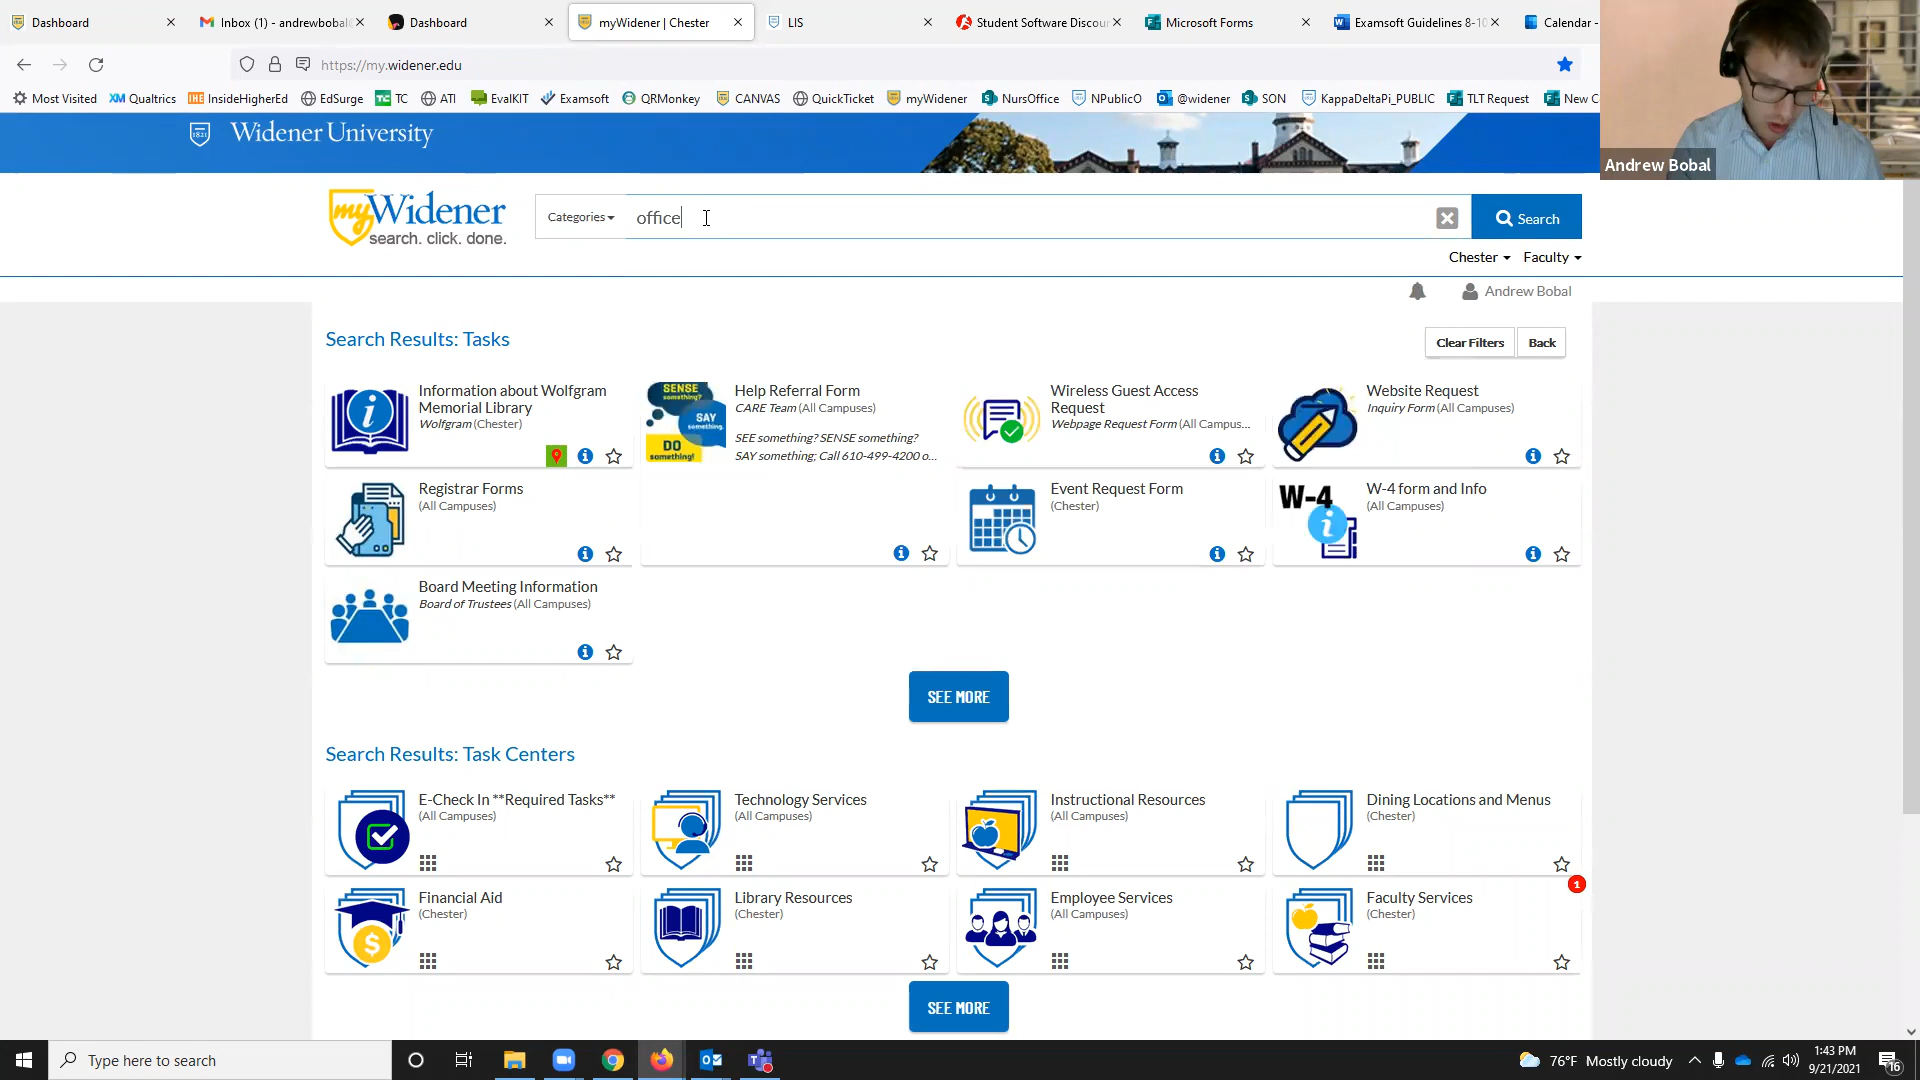 Dashboard
Inbox (1) - andrewbobal
Dashboard
myWidener | Chester
LIS
Student Software Discou
Microsoft Forms
Examsoft Guidelines 8-10
Calendar -
https://my.widener.edu
Most Visited
XM Qualtrics
IHE InsideHigherEd
EdSurge
TC TC
ATI
EvalKIT
Examsoft
QRMonkey
CANVAS
QuickTicket
myWidener
NursOffice
NPublicO
@widener
SON
KappaDeltaPi_PUBLIC
TLT Request
New C
Andrew Bobal
1821 Widener University
myWidener
search. click. done.
Categories
office
Search
Chester
Faculty
Andrew Bobal
Search Results: Tasks
Clear Filters
Back
Information about Wolfgram
Memorial Library
Wolfgram (Chester)
SENSE
something?
SAY
something.
DO
something!
Help Referral Form
CARE Team (All Campuses)
SEE something? SENSE something?
SAY something; Call 610-499-4200 o...
Wireless Guest Access
Request
Webpage Request Form (All Campus...
Website Request
Inquiry Form (All Campuses)
Registrar Forms
(All Campuses)
Event Request Form
(Chester)
W-4
W-4 form and Info
(All Campuses)
Board Meeting Information
Board of Trustees (All Campuses)
SEE MORE
Search Results: Task Centers
E-Check In **Required Tasks**
(All Campuses)
Technology Services
(All Campuses)
Instructional Resources
(All Campuses)
Dining Locations and Menus
(Chester)
Financial Aid
(Chester)
Library Resources
(Chester)
Employee Services
(All Campuses)
1
Faculty Services
(Chester)
SEE MORE
Type here to search
76°F Mostly cloudy
1:43 PM
9/21/2021
16